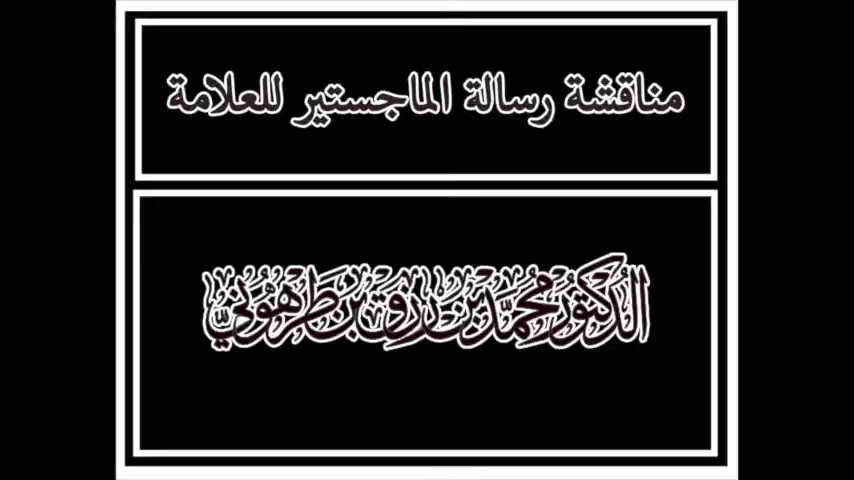 مناقشة رسالة الماجستير للعلامة
الدكتور محمد بن رزق بن طرهوني